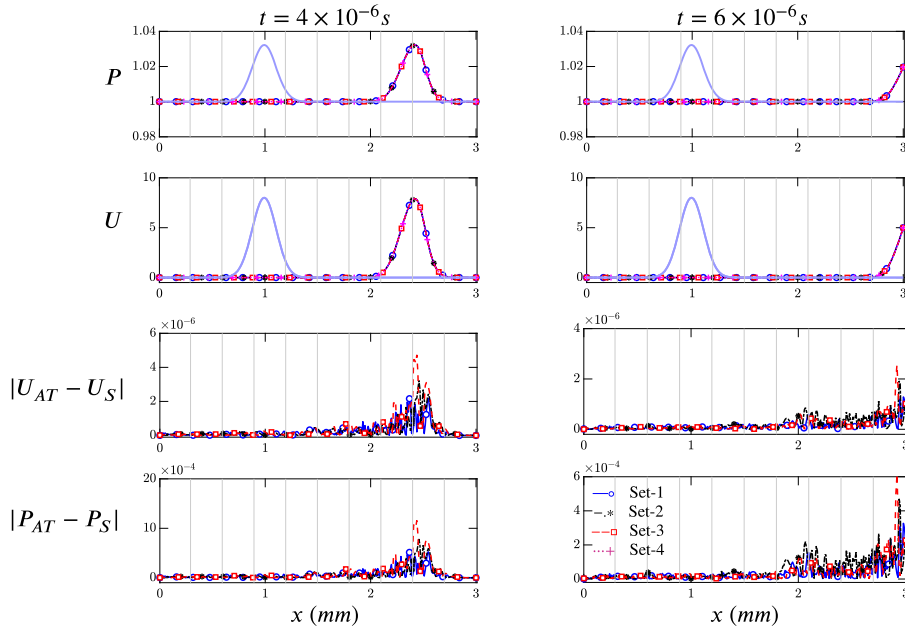 t = 4 × 10⁻⁶s
t = 6 × 10⁻⁶s
P
1.04
1.02
1
0.98
0 1 2 3
1.04
1.02
1
0.98
0 1 2 3
U
10
5
0
0 1 2 3
10
5
0
0 1 2 3
|U_AT − U_S|
×10⁻⁶
6
4
2
0
0 1 2 3
×10⁻⁶
4
2
0
0 1 2 3
|P_AT − P_S|
×10⁻⁴
20
10
0
0 1 2 3
x (mm)
×10⁻⁴
6
4
2
0
0 1 2 3
Set-1
Set-2
Set-3
Set-4
x (mm)